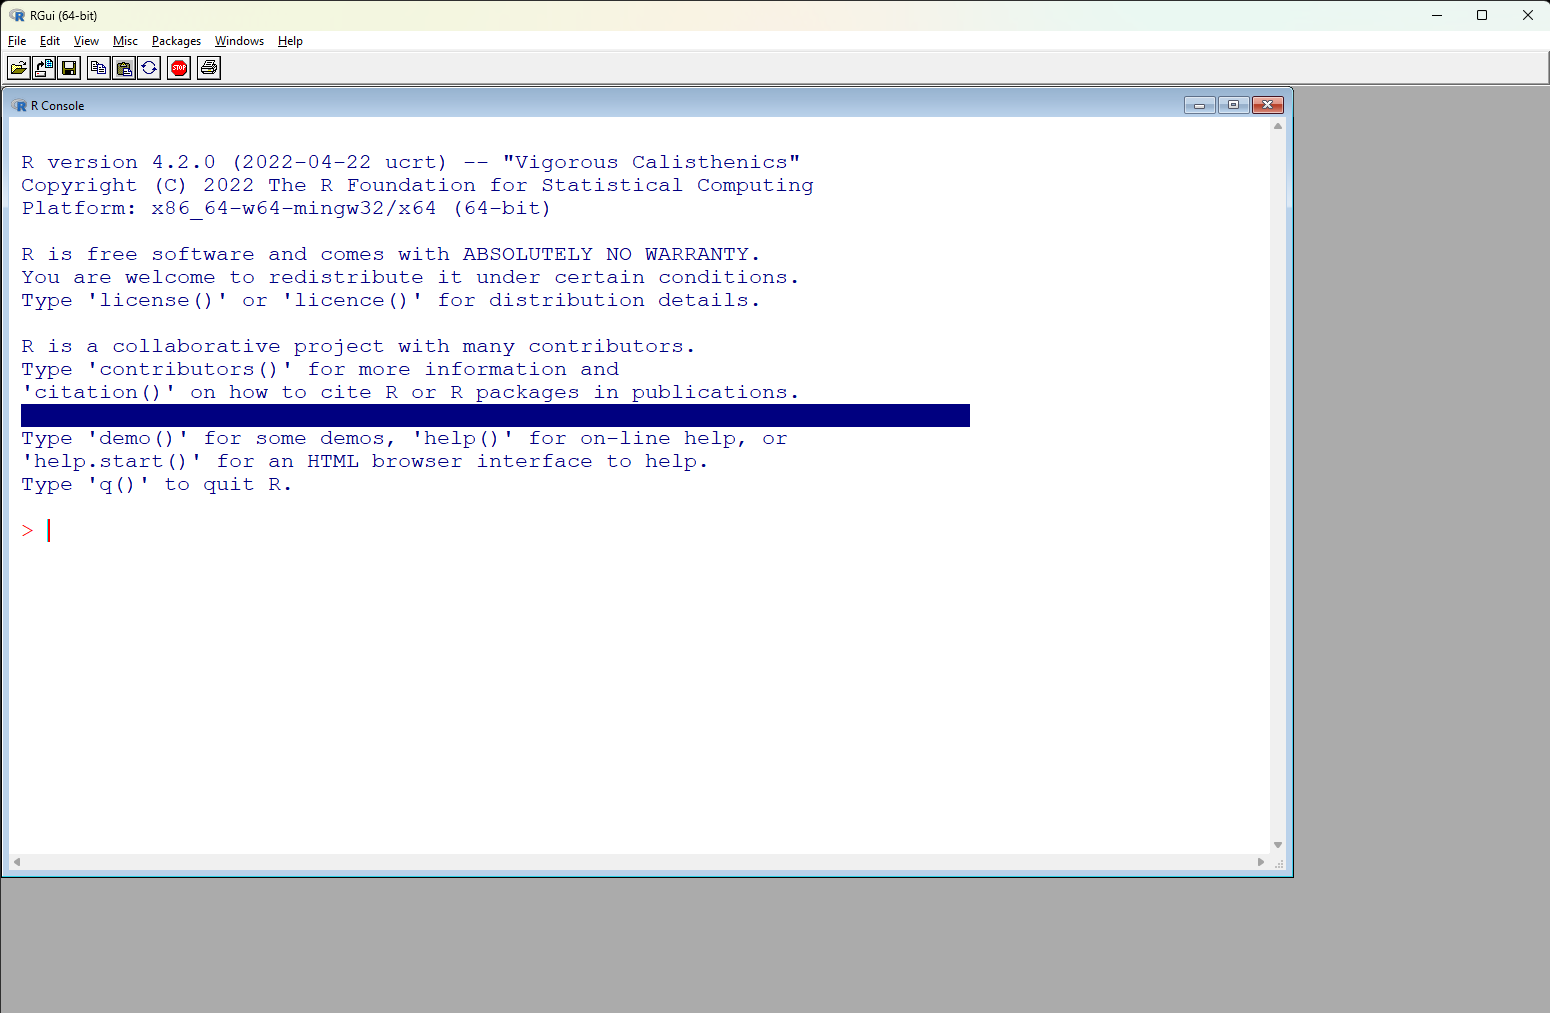 RGui (64-bit)
File Edit View Misc Packages Windows Help
STOP
R Console
R version 4.2.0 (2022-04-22 ucrt) -- "Vigorous Calisthenics"
Copyright (C) 2022 The R Foundation for Statistical Computing
Platform: x86_64-w64-mingw32/x64 (64-bit)
R is free software and comes with ABSOLUTELY NO WARRANTY.
You are welcome to redistribute it under certain conditions.
Type 'license()' or 'licence()' for distribution details.
R is a collaborative project with many contributors.
Type 'contributors()' for more information and
'citation()' on how to cite R or R packages in publications.
Type 'demo()' for some demos, 'help()' for on-line help, or
'help.start()' for an HTML browser interface to help.
Type 'q()' to quit R.
>